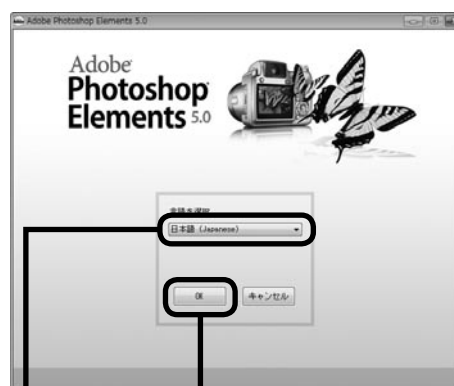 Adobe Photoshop Elements 5.0
Adobe
Photoshop
Elements 5.0
言語を選択
日本語 (Japanese)
OK
キャンセル